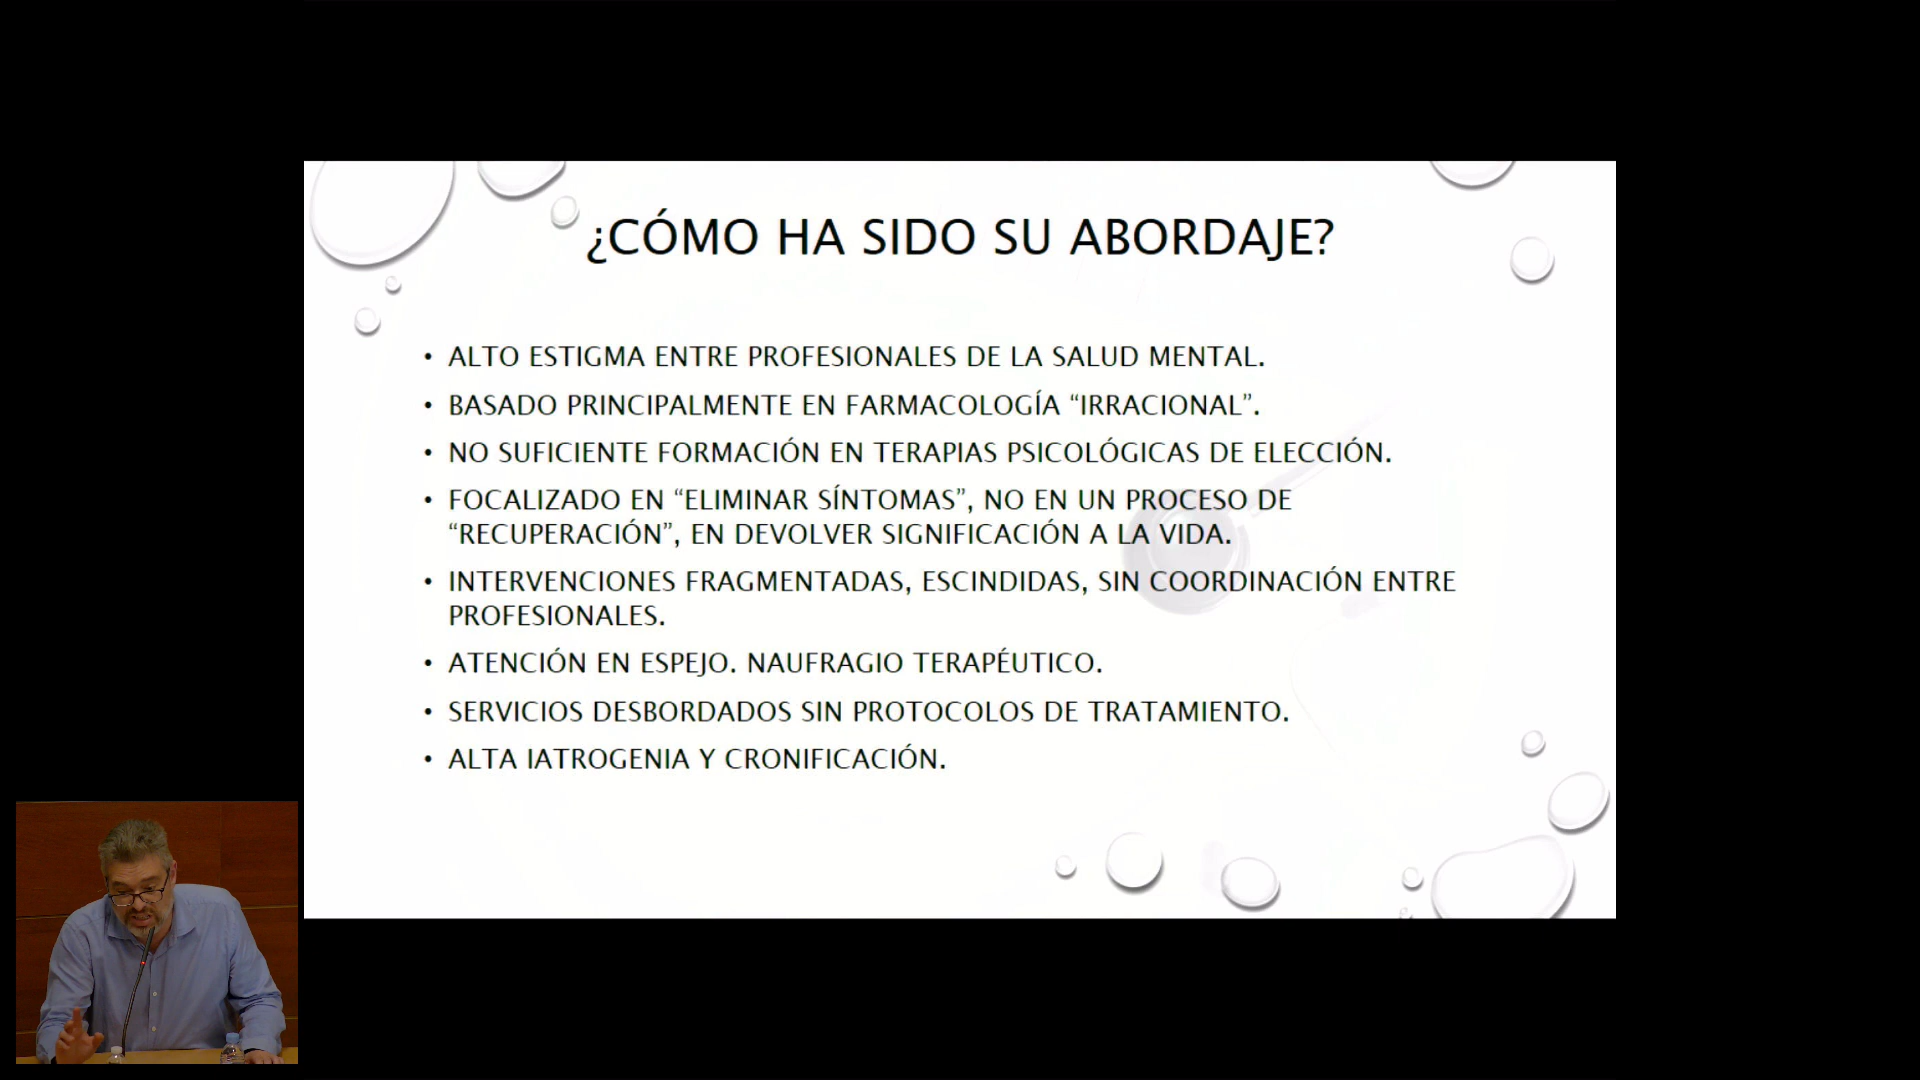 ¿CÓMO HA SIDO SU ABORDAJE?
• ALTO ESTIGMA ENTRE PROFESIONALES DE LA SALUD MENTAL.
• BASADO PRINCIPALMENTE EN FARMACOLOGÍA “IRRACIONAL”.
• NO SUFICIENTE FORMACIÓN EN TERAPIAS PSICOLÓGICAS DE ELECCIÓN.
• FOCALIZADO EN “ELIMINAR SÍNTOMAS”, NO EN UN PROCESO DE
“RECUPERACIÓN”, EN DEVOLVER SIGNIFICACIÓN A LA VIDA.
• INTERVENCIONES FRAGMENTADAS, ESCINDIDAS, SIN COORDINACIÓN ENTRE
PROFESIONALES.
• ATENCIÓN EN ESPEJO. NAUFRAGIO TERAPÉUTICO.
• SERVICIOS DESBORDADOS SIN PROTOCOLOS DE TRATAMIENTO.
• ALTA IATROGENIA Y CRONIFICACIÓN.